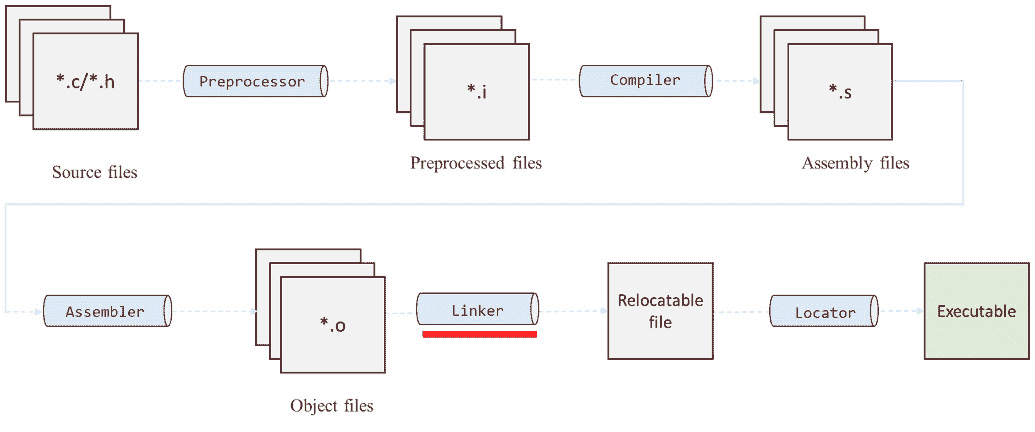 *.c/*.h
Preprocessor
*.i
Compiler
*.s
Source files
Preprocessed files
Assembly files
Assembler
*.o
Linker
Relocatable
file
Locator
Executable
Object files